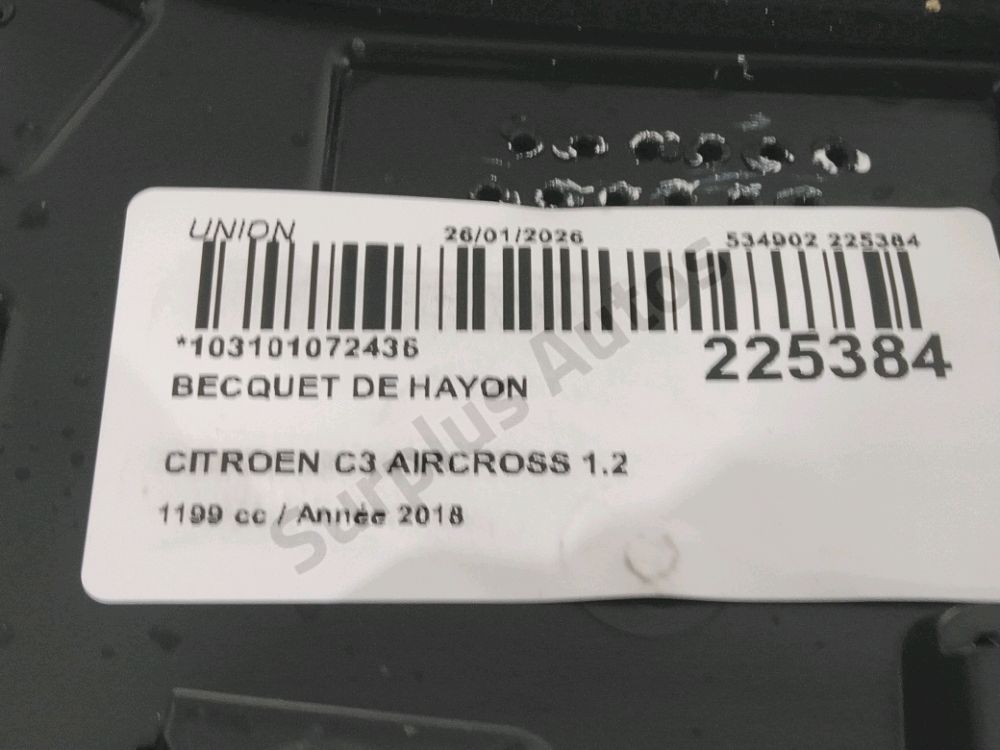 UNION 26/01/2026 534902 225384
*103101072436 225384
BECQUET DE HAYON
CITROEN C3 AIRCROSS 1.2
1199 cc / Année 2018
Surplus Autos